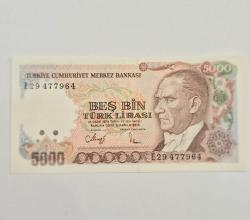 TÜRKİYE CUMHURİYET MERKEZ BANKASI
5000
E29 477964
BEŞ BİN
TÜRK LİRASI
5000
E29 477964